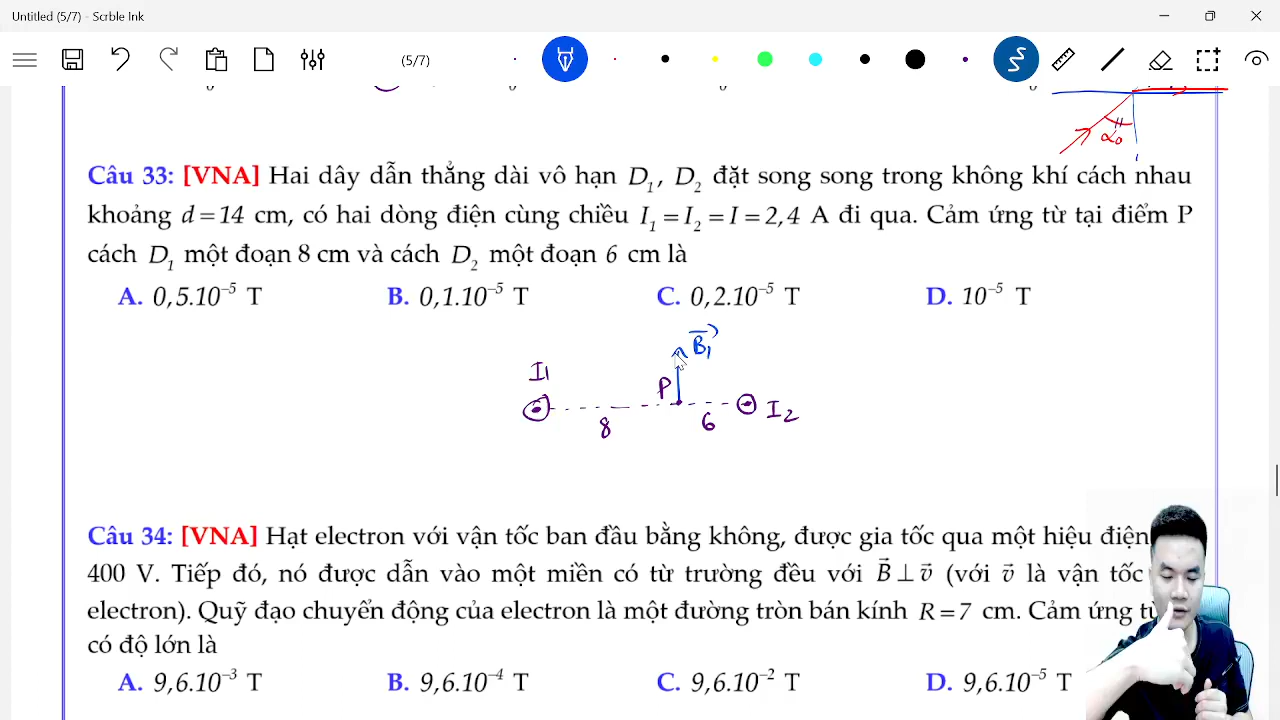 Untitled (5/7) - Scrble Ink
(5/7)
α₀
Câu 33: [VNA] Hai dây dẫn thẳng dài vô hạn D₁, D₂ đặt song song trong không khí cách nhau
khoảng d = 14 cm, có hai dòng điện cùng chiều I₁ = I₂ = I = 2,4 A đi qua. Cảm ứng từ tại điểm P
cách D₁ một đoạn 8 cm và cách D₂ một đoạn 6 cm là
A. 0,5.10⁻⁵ T B. 0,1.10⁻⁵ T C. 0,2.10⁻⁵ T D. 10⁻⁵ T
B₁
I₁
P
I₂
8
6
Câu 34: [VNA] Hạt electron với vận tốc ban đầu bằng không, được gia tốc qua một hiệu điện
400 V. Tiếp đó, nó được dẫn vào một miền có từ trường đều với B⃗ ⊥ v⃗ (với v⃗ là vận tốc
electron). Quỹ đạo chuyển động của electron là một đường tròn bán kính R = 7 cm. Cảm ứng
có độ lớn là
A. 9,6.10⁻³ T B. 9,6.10⁻⁴ T C. 9,6.10⁻² T D. 9,6.10⁻⁵ T